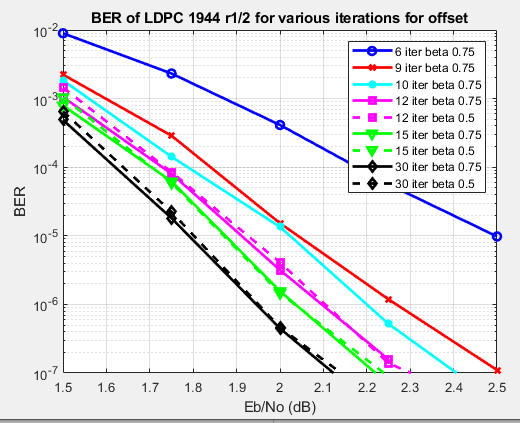 BER of LDPC 1944 r1/2 for various iterations for offset
6 iter beta 0.75
9 iter beta 0.75
10 iter beta 0.75
12 iter beta 0.75
12 iter beta 0.5
15 iter beta 0.75
15 iter beta 0.5
30 iter beta 0.75
30 iter beta 0.5
BER
10-2
10-3
10-4
10-5
10-6
10-7
1.5 1.6 1.7 1.8 1.9 2 2.1 2.2 2.3 2.4 2.5
Eb/No (dB)